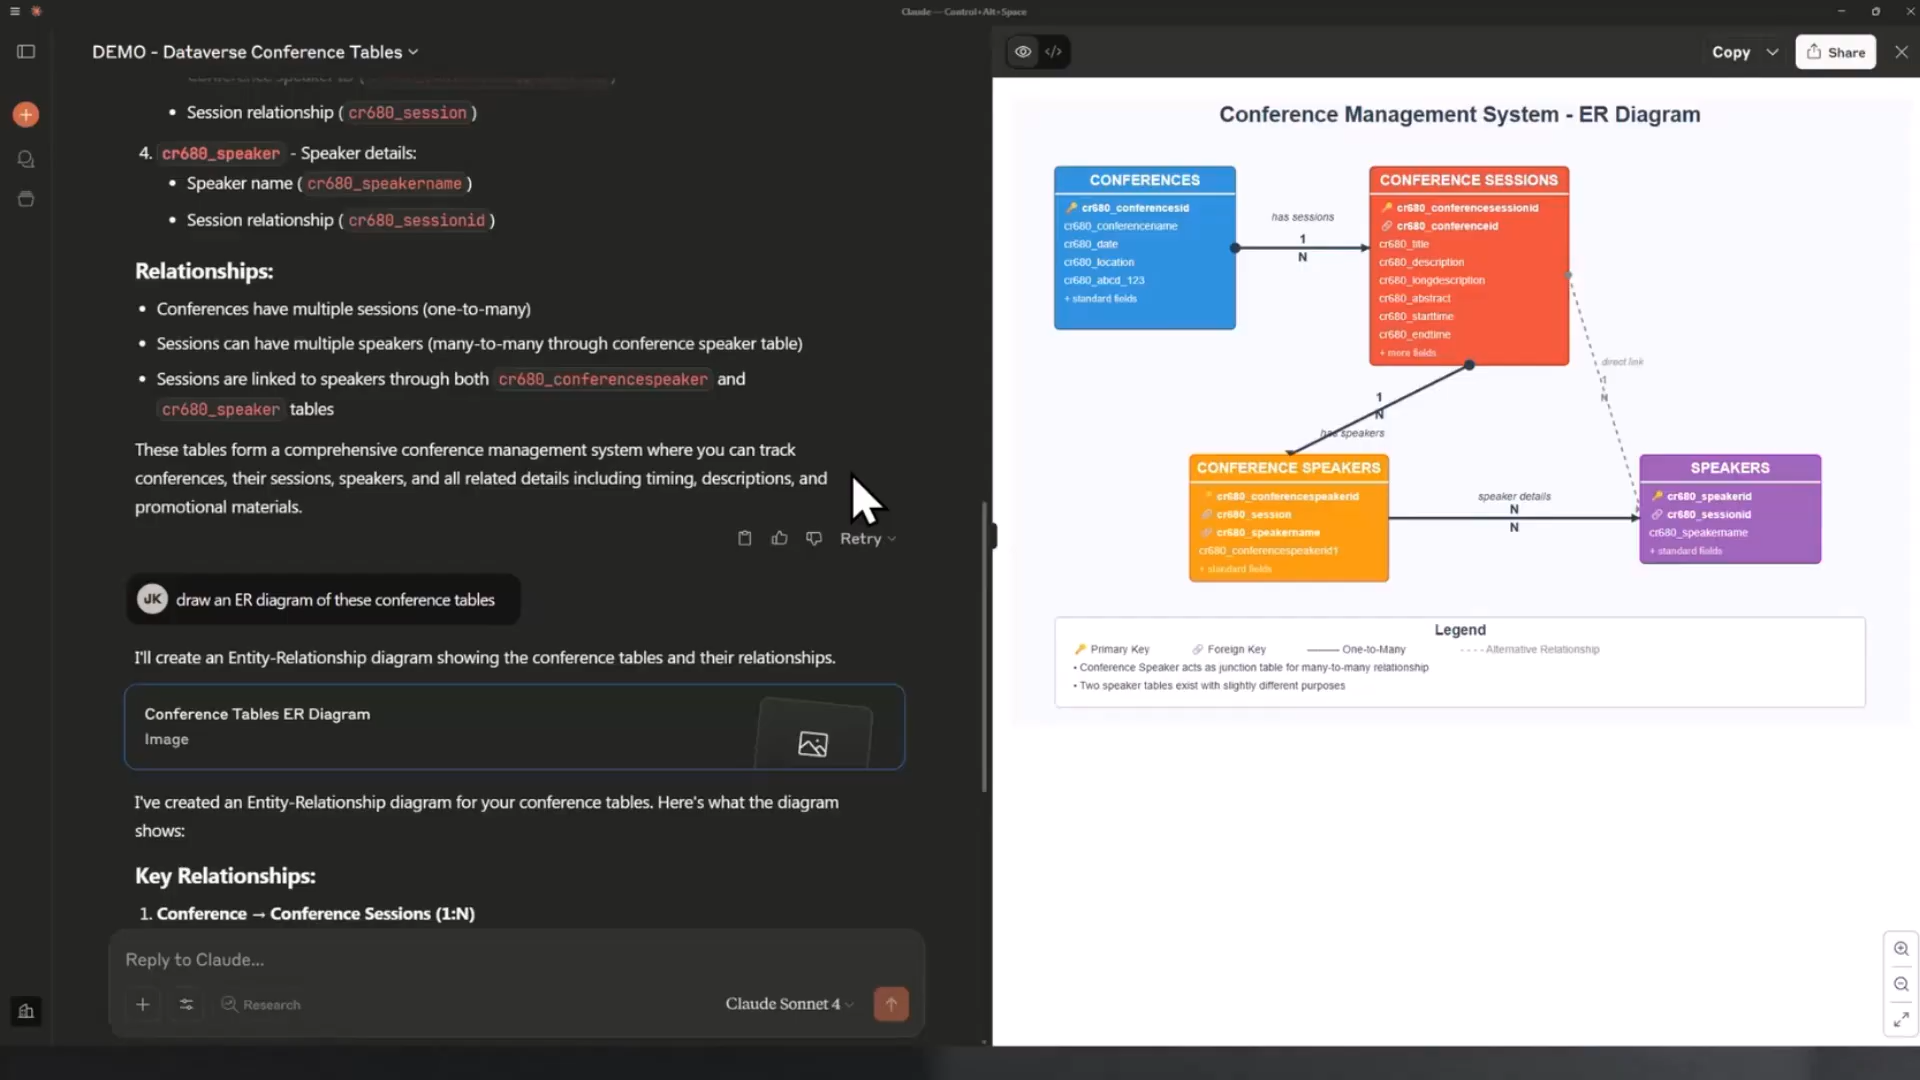 Claude — Control+Alt+Space
DEMO - Dataverse Conference Tables
• Session relationship ( cr680_session )
4. cr680_speaker - Speaker details:
• Speaker name ( cr680_speakername )
• Session relationship ( cr680_sessionid )
Relationships:
• Conferences have multiple sessions (one-to-many)
• Sessions can have multiple speakers (many-to-many through conference speaker table)
• Sessions are linked to speakers through both cr680_conferencespeaker and
cr680_speaker tables
These tables form a comprehensive conference management system where you can track
conferences, their sessions, speakers, and all related details including timing, descriptions, and
promotional materials.
Retry
JK draw an ER diagram of these conference tables
I'll create an Entity-Relationship diagram showing the conference tables and their relationships.
Conference Tables ER Diagram
Image
I've created an Entity-Relationship diagram for your conference tables. Here's what the diagram
shows:
Key Relationships:
1. Conference → Conference Sessions (1:N)
Reply to Claude...
Research
Claude Sonnet 4
Copy
Share
Conference Management System - ER Diagram
CONFERENCES
cr680_conferencesid
cr680_conferencename
cr680_date
cr680_location
cr680_abcd_123
+ standard fields
has sessions
1
N
CONFERENCE SESSIONS
cr680_conferencesessionid
cr680_conferenceid
cr680_title
cr680_description
cr680_longdescription
cr680_abstract
cr680_starttime
cr680_endtime
+ more fields
direct link
1
N
1
N
has speakers
CONFERENCE SPEAKERS
cr680_conferencespeakerid
cr680_session
cr680_speakername
cr680_conferencespeakerid1
+ standard fields
speaker details
N
N
SPEAKERS
cr680_speakerid
cr680_sessionid
cr680_speakername
+ standard fields
Legend
Primary Key
Foreign Key
One-to-Many
Alternative Relationship
• Conference Speaker acts as junction table for many-to-many relationship
• Two speaker tables exist with slightly different purposes